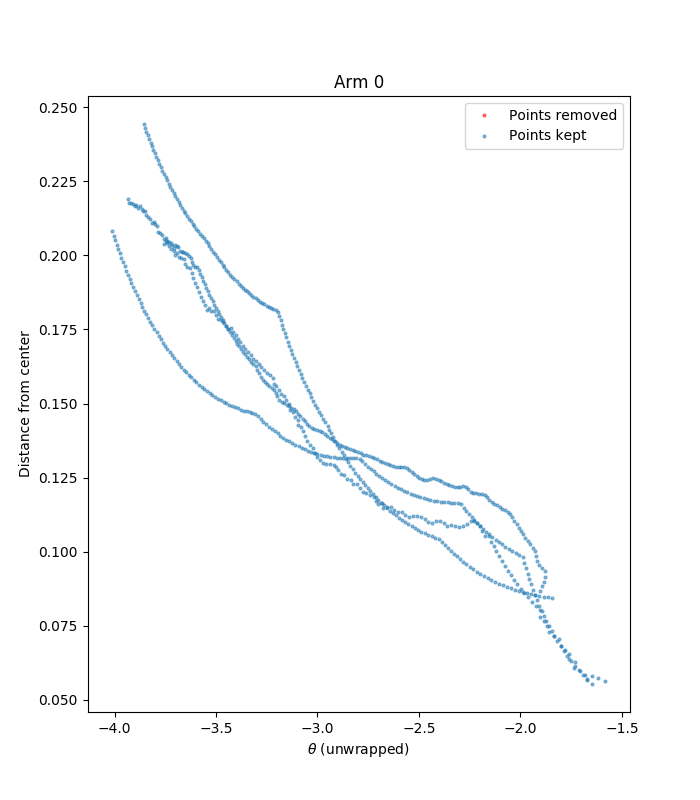 Arm 0
Points removed
Points kept
Distance from center
0.250
0.225
0.200
0.175
0.150
0.125
0.100
0.075
0.050
−4.0 −3.5 −3.0 −2.5 −2.0 −1.5
θ (unwrapped)